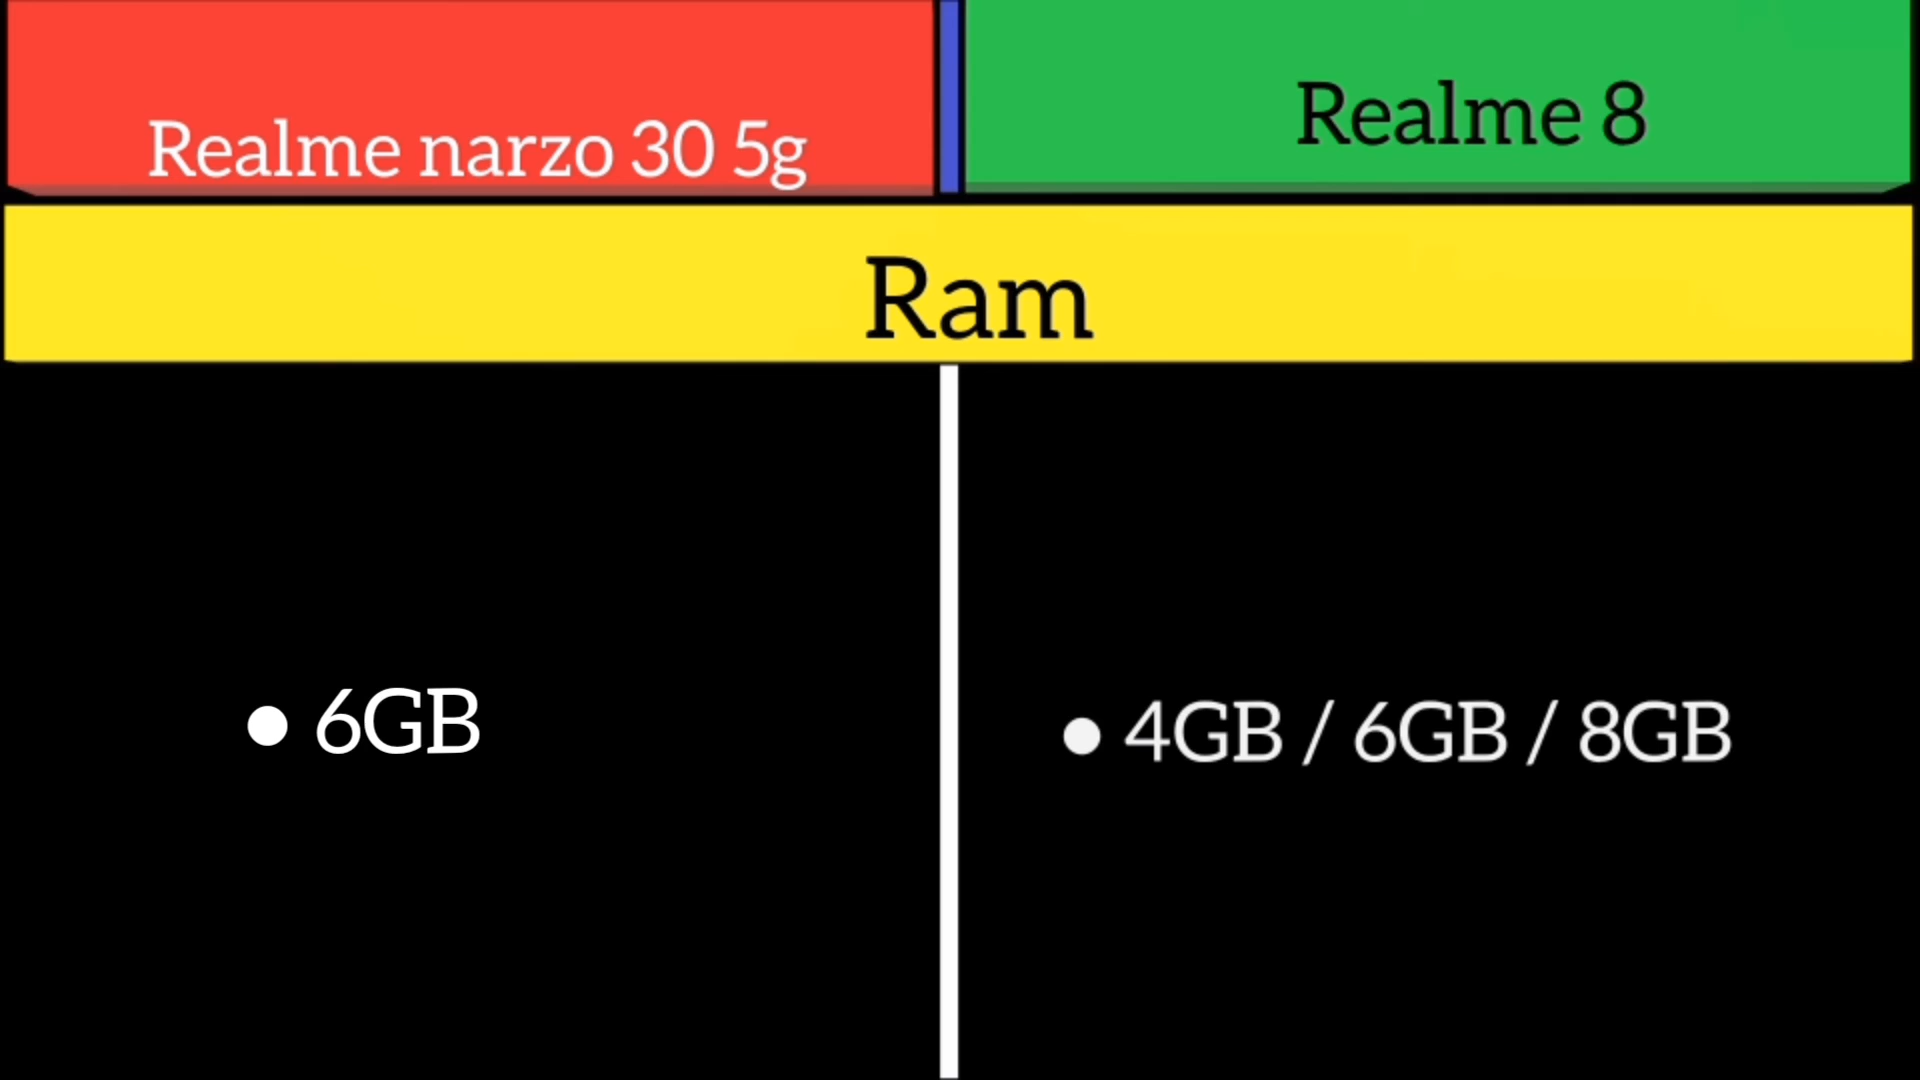 Realme narzo 30 5g
Realme 8
Ram
• 6GB
• 4GB / 6GB / 8GB